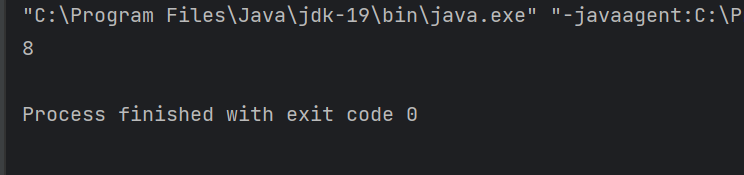 "C:\Program Files\Java\jdk-19\bin\java.exe" "-javaagent:C:\P
8
Process finished with exit code 0